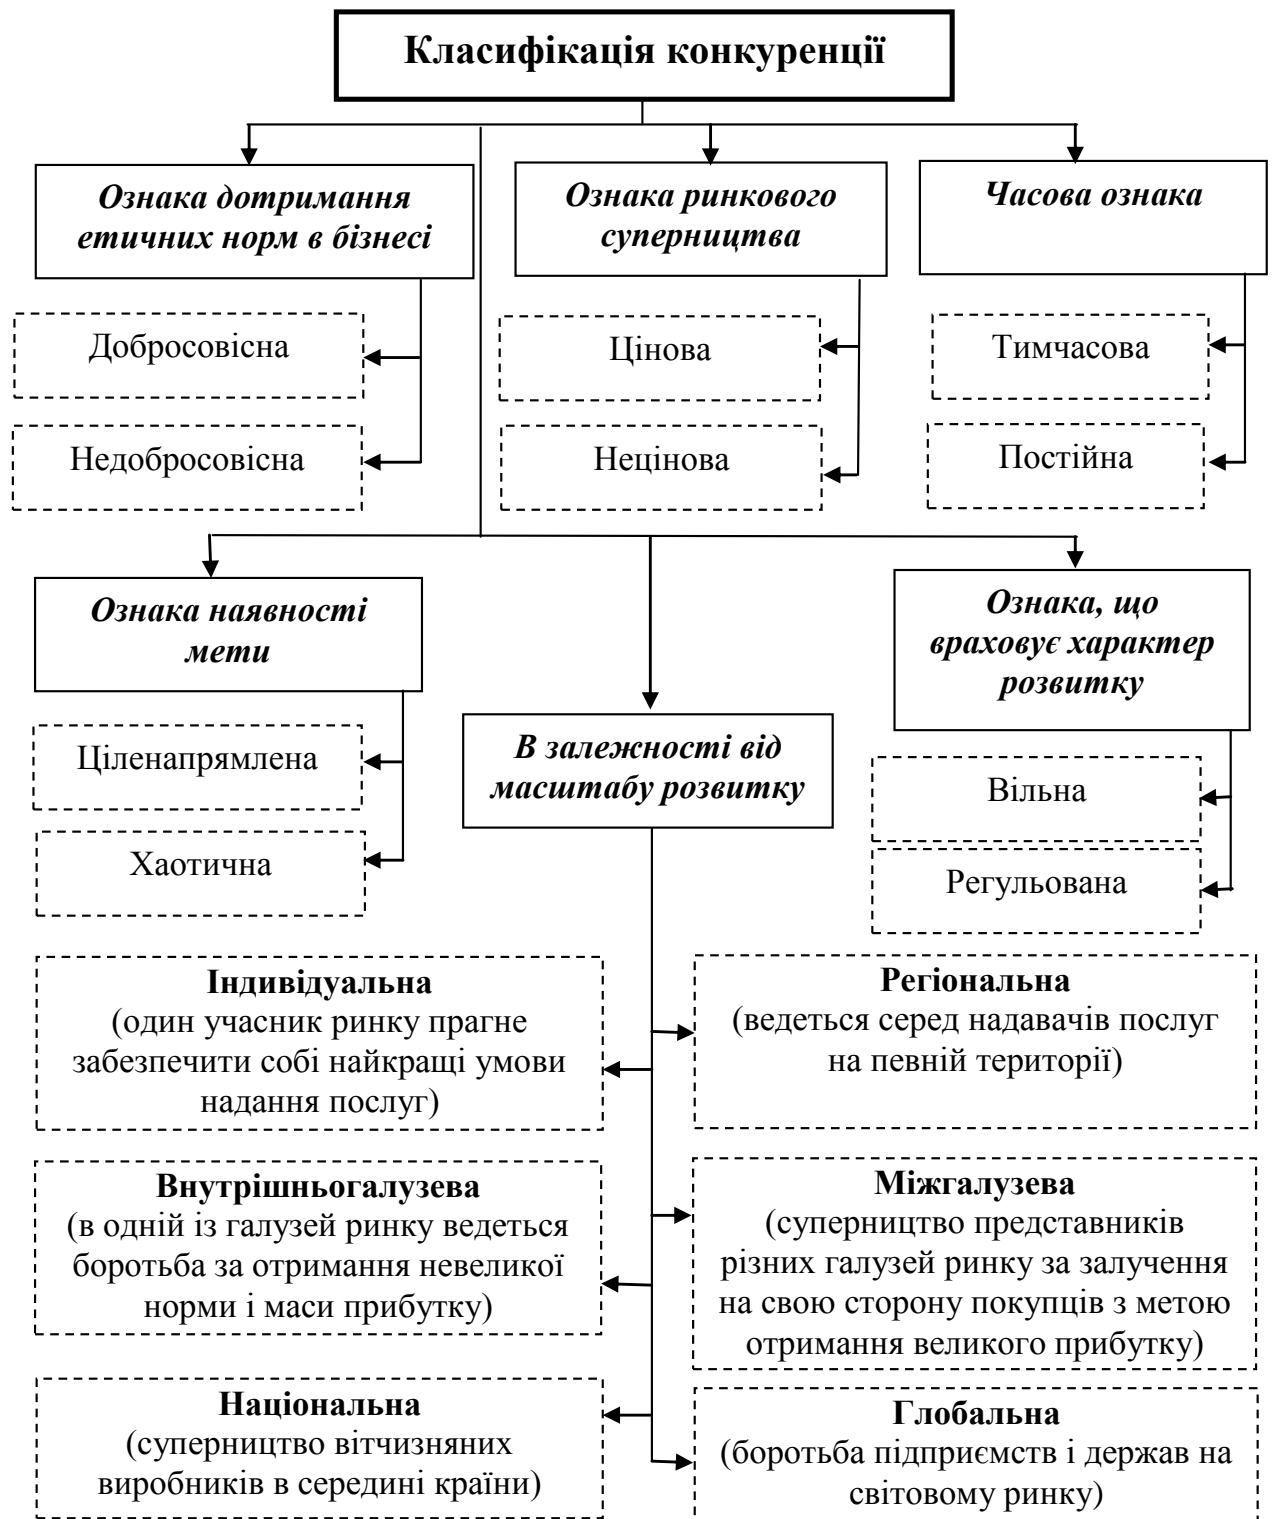 Класифікація конкуренції
Ознака дотримання
етичних норм в бізнесі
Добросовісна
Недобросовісна
Ознака ринкового
суперництва
Цінова
Нецінова
Часова ознака
Тимчасова
Постійна
Ознака наявності
мети
Ціленапрямлена
Хаотична
В залежності від
масштабу розвитку
Ознака, що
враховує характер
розвитку
Вільна
Регульована
Індивідуальна
(один учасник ринку прагне
забезпечити собі найкращі умови
надання послуг)
Регіональна
(ведеться серед надавачів послуг
на певній території)
Внутрішньогалузева
(в одній із галузей ринку ведеться
боротьба за отримання невеликої
норми і маси прибутку)
Міжгалузева
(суперництво представників
різних галузей ринку за залучення
на свою сторону покупців з метою
отримання великого прибутку)
Національна
(суперництво вітчизняних
виробників в середині країни)
Глобальна
(боротьба підприємств і держав на
світовому ринку)